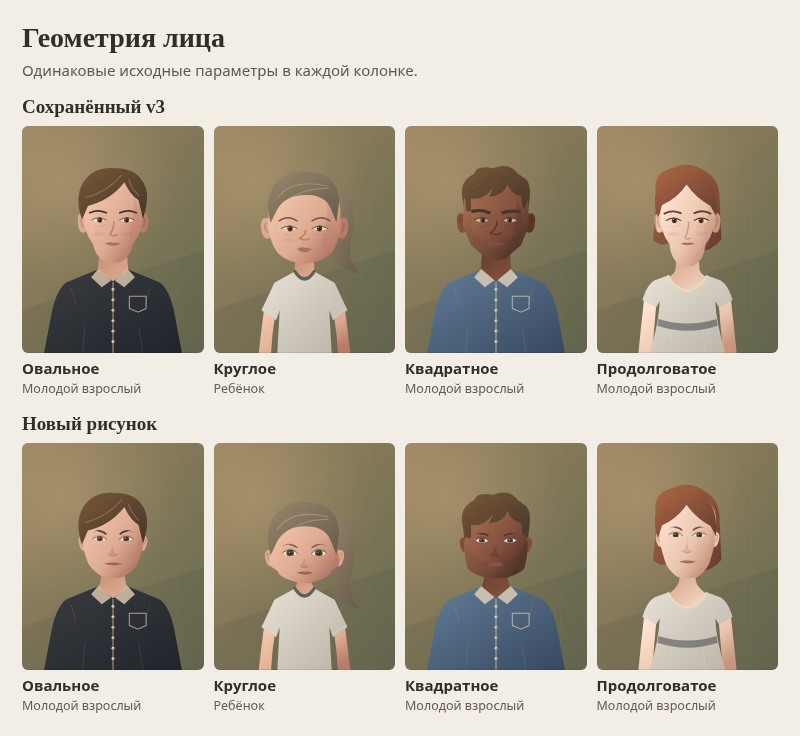 Геометрия лица
Одинаковые исходные параметры в каждой колонке.
Сохранённый v3
Овальное
Молодой взрослый
Круглое
Ребёнок
Квадратное
Молодой взрослый
Продолговатое
Молодой взрослый
Новый рисунок
Овальное
Молодой взрослый
Круглое
Ребёнок
Квадратное
Молодой взрослый
Продолговатое
Молодой взрослый